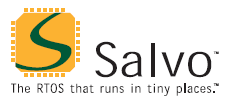 Salvo™
The RTOS that runs in tiny places.™